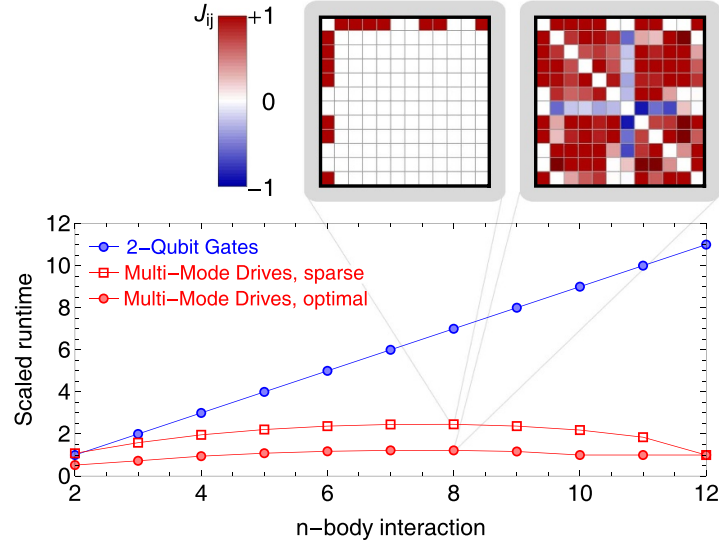 Jij
+1
0
−1
12
10
8
6
4
2
0
2−Qubit Gates
Multi−Mode Drives, sparse
Multi−Mode Drives, optimal
Scaled runtime
2
4
6
8
10
12
n−body interaction